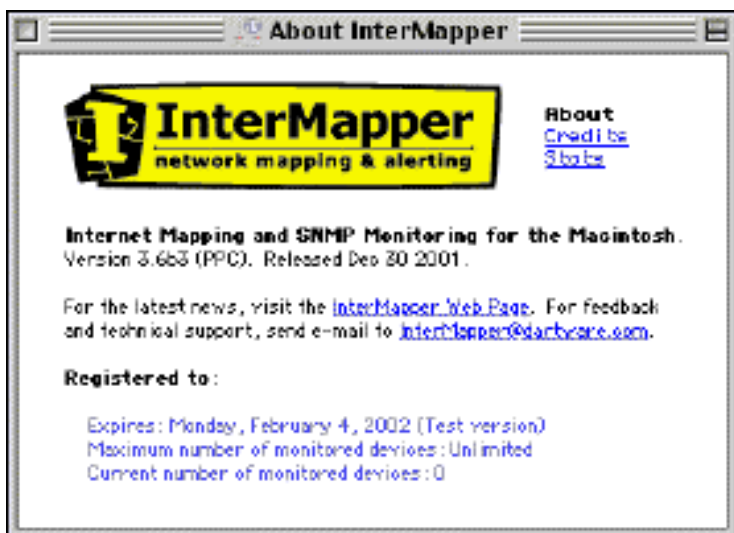 About InterMapper
InterMapper
network mapping & alerting
About
Credits
Stats
Internet Mapping and SNMP Monitoring for the Macintosh.
Version 3.6b3 (PPC). Released Dec 30 2001.
For the latest news, visit the InterMapper Web Page. For feedback
and technical support, send e-mail to InterMapper@dartware.com.
Registered to:
Expires: Monday, February 4, 2002 (Test version)
Maximum number of monitored devices: Unlimited
Current number of monitored devices: 0